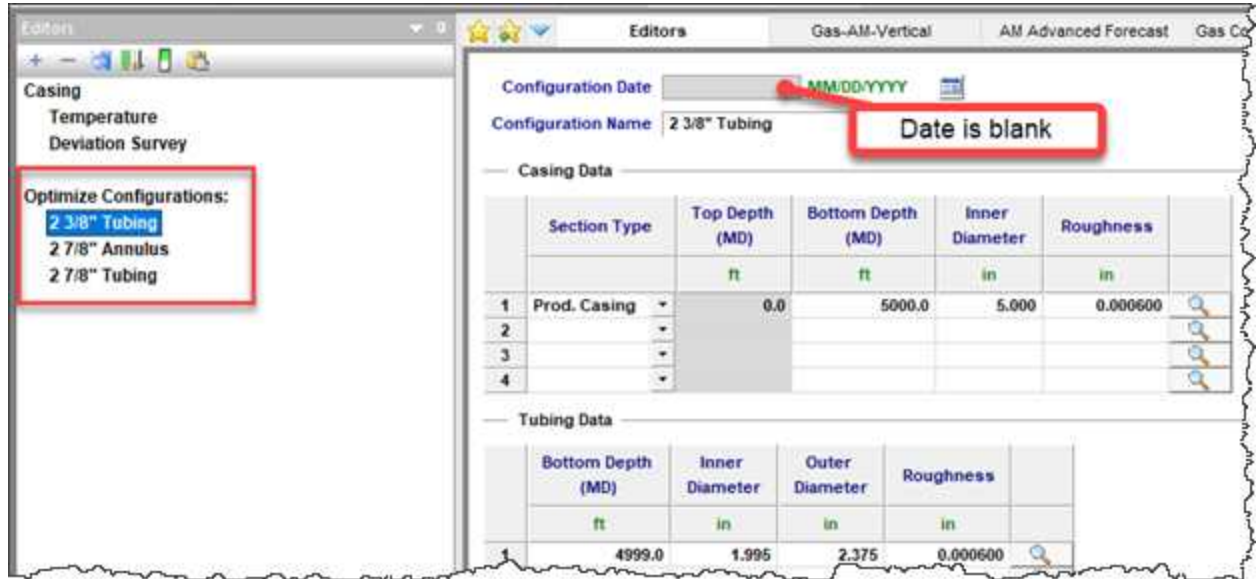 Editors
Editors Gas-AM-Vertical AM Advanced Forecast Gas Co
Casing
Temperature
Deviation Survey
Optimize Configurations:
2 3/8" Tubing
2 7/8" Annulus
2 7/8" Tubing
Configuration Date MM/DD/YYYY
Configuration Name 2 3/8" Tubing
Date is blank
Casing Data
Section Type Top Depth (MD) Bottom Depth (MD) Inner Diameter Roughness
ft ft in in
1 Prod. Casing 0.0 5000.0 5.000 0.000600
2
3
4
Tubing Data
Bottom Depth (MD) Inner Diameter Outer Diameter Roughness
ft in in in
1 4999.0 1.995 2.375 0.000600